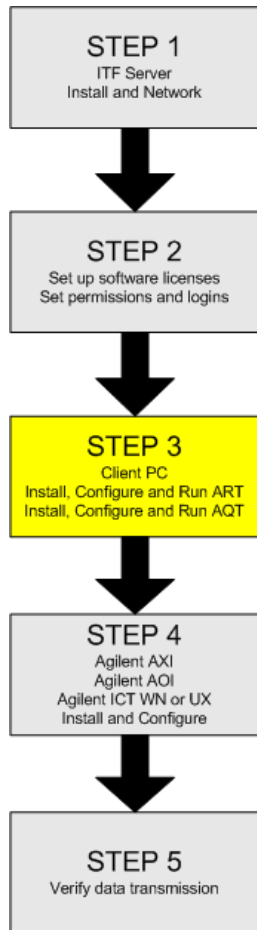 STEP 1
ITF Server
Install and Network
STEP 2
Set up software licenses
Set permissions and logins
STEP 3
Client PC
Install, Configure and Run ART
Install, Configure and Run AQT
STEP 4
Agilent AXI
Agilent AOI
Agilent ICT WN or UX
Install and Configure
STEP 5
Verify data transmission